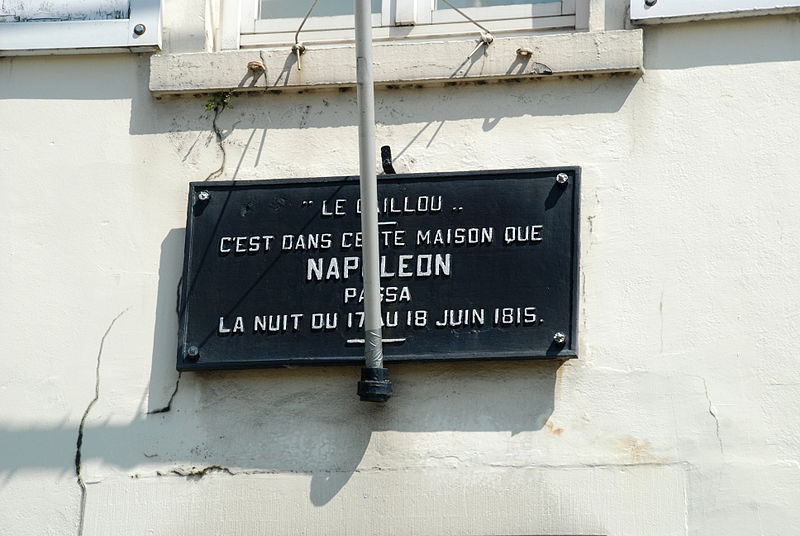 " LE CAILLOU "
C'EST DANS CETTE MAISON QUE
NAPOLEON
PASSA
LA NUIT DU 17 AU 18 JUIN 1815.